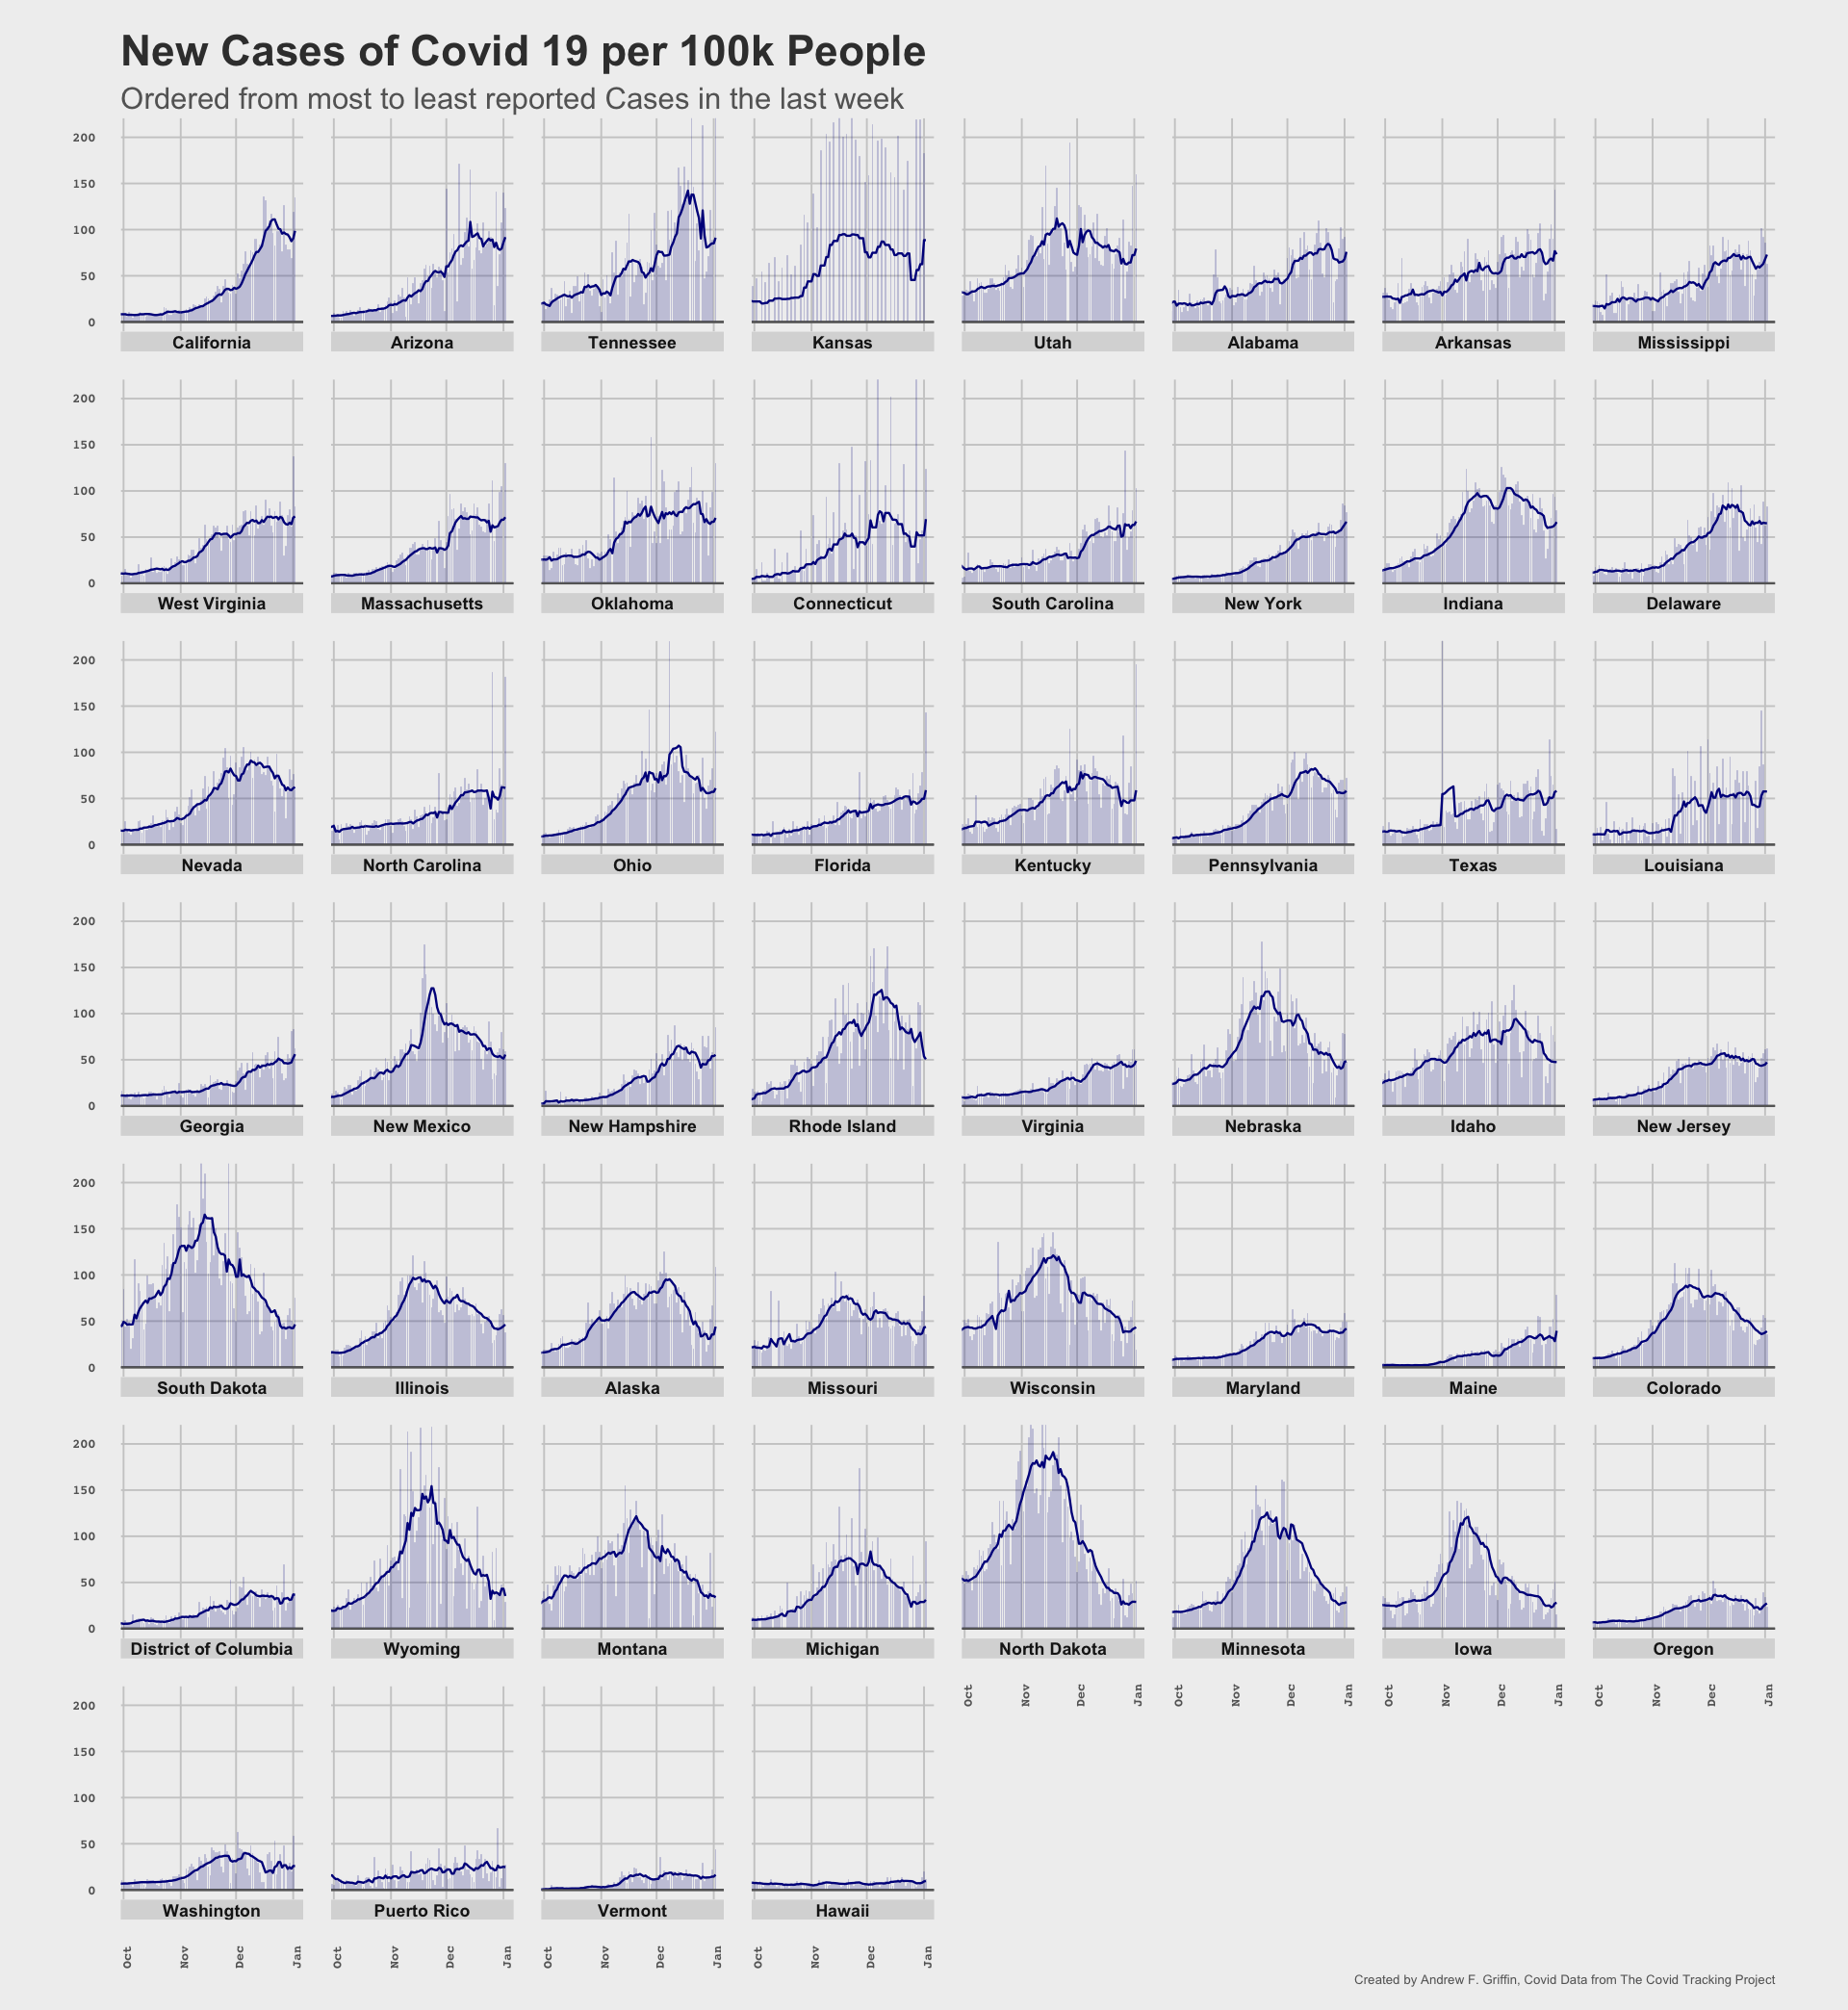 New Cases of Covid 19 per 100k People
Ordered from most to least reported Cases in the last week
200
150
100
50
0
California Arizona Tennessee Kansas Utah Alabama Arkansas Mississippi
200
150
100
50
0
West Virginia Massachusetts Oklahoma Connecticut South Carolina New York Indiana Delaware
200
150
100
50
0
Nevada North Carolina Ohio Florida Kentucky Pennsylvania Texas Louisiana
200
150
100
50
0
Georgia New Mexico New Hampshire Rhode Island Virginia Nebraska Idaho New Jersey
200
150
100
50
0
South Dakota Illinois Alaska Missouri Wisconsin Maryland Maine Colorado
200
150
100
50
0
District of Columbia Wyoming Montana Michigan North Dakota Minnesota Iowa Oregon
Oct Nov Dec Jan Oct Nov Dec Jan Oct Nov Dec Jan Oct Nov Dec Jan
200
150
100
50
0
Washington Puerto Rico Vermont Hawaii
Oct Nov Dec Jan Oct Nov Dec Jan Oct Nov Dec Jan Oct Nov Dec Jan
Created by Andrew F. Griffin, Covid Data from The Covid Tracking Project